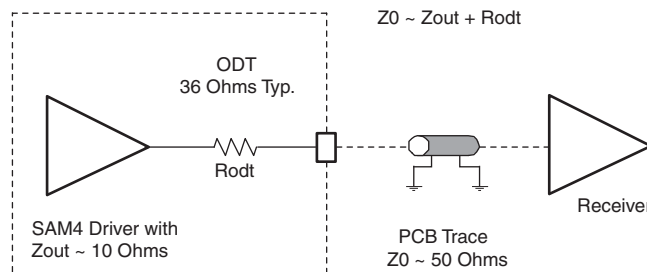 Z0 ~ Zout + Rodt
ODT
36 Ohms Typ.
Rodt
Receiver
SAM4 Driver with
Zout ~ 10 Ohms
PCB Trace
Z0 ~ 50 Ohms